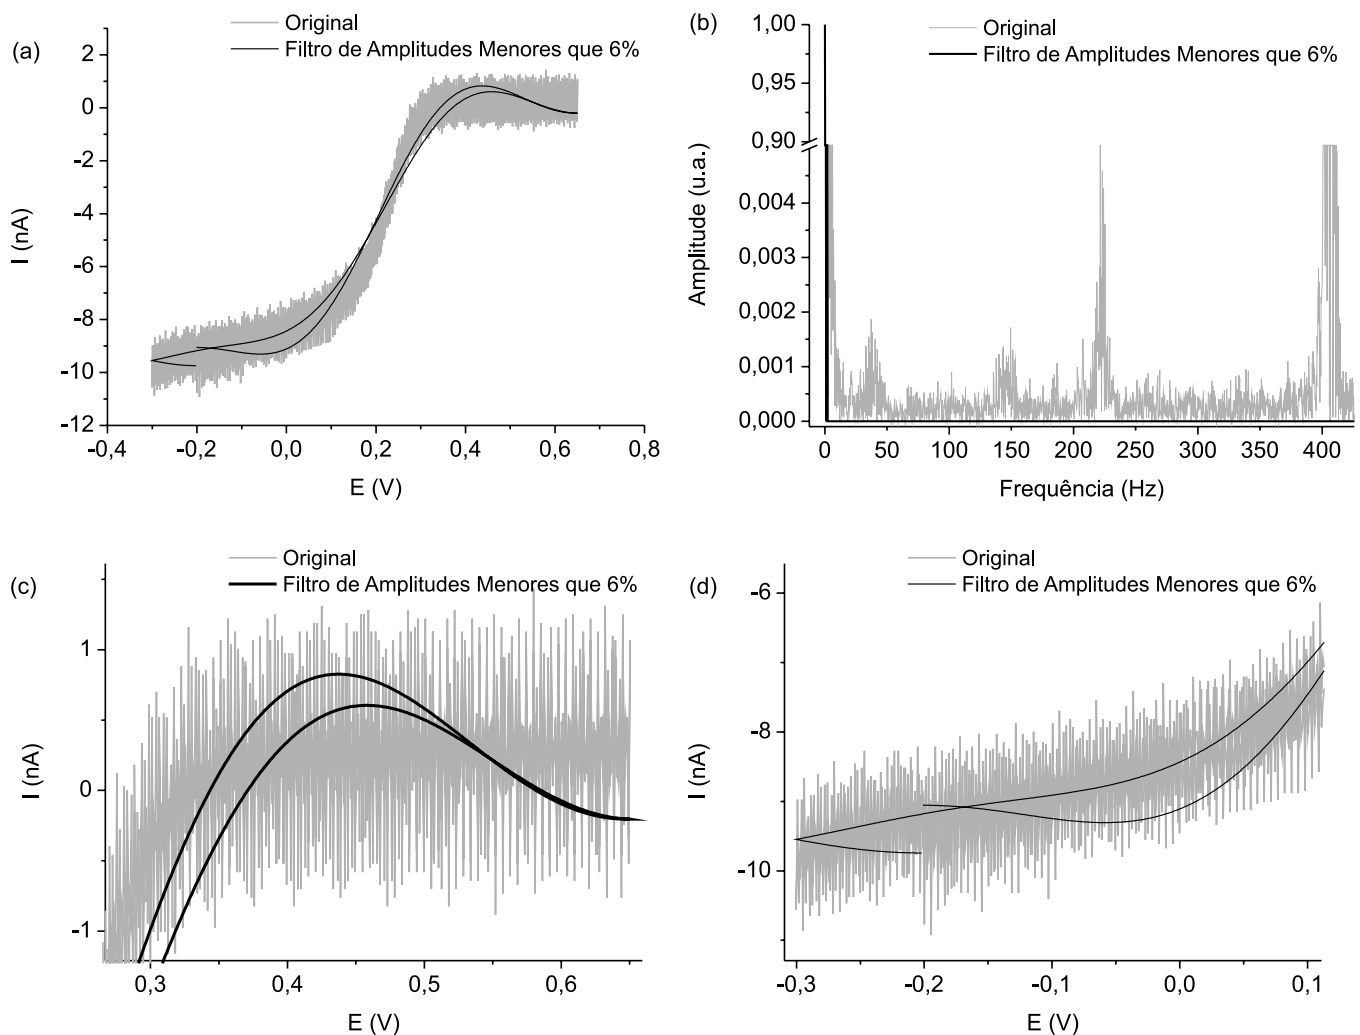 (a)
Original
Filtro de Amplitudes Menores que 6%
2
0
-2
-4
-6
-8
-10
-12
I (nA)
-0,4
-0,2
0,0
0,2
0,4
0,6
0,8
E (V)
(b)
Original
Filtro de Amplitudes Menores que 6%
1,00
0,95
0,90
0,004
0,003
0,002
0,001
0,000
Amplitude (u.a.)
0
50
100
150
200
250
300
350
400
Frequência (Hz)
(c)
Original
Filtro de Amplitudes Menores que 6%
1
0
-1
I (nA)
0,3
0,4
0,5
0,6
E (V)
(d)
Original
Filtro de Amplitudes Menores que 6%
-6
-8
-10
I (nA)
-0,3
-0,2
-0,1
0,0
0,1
E (V)